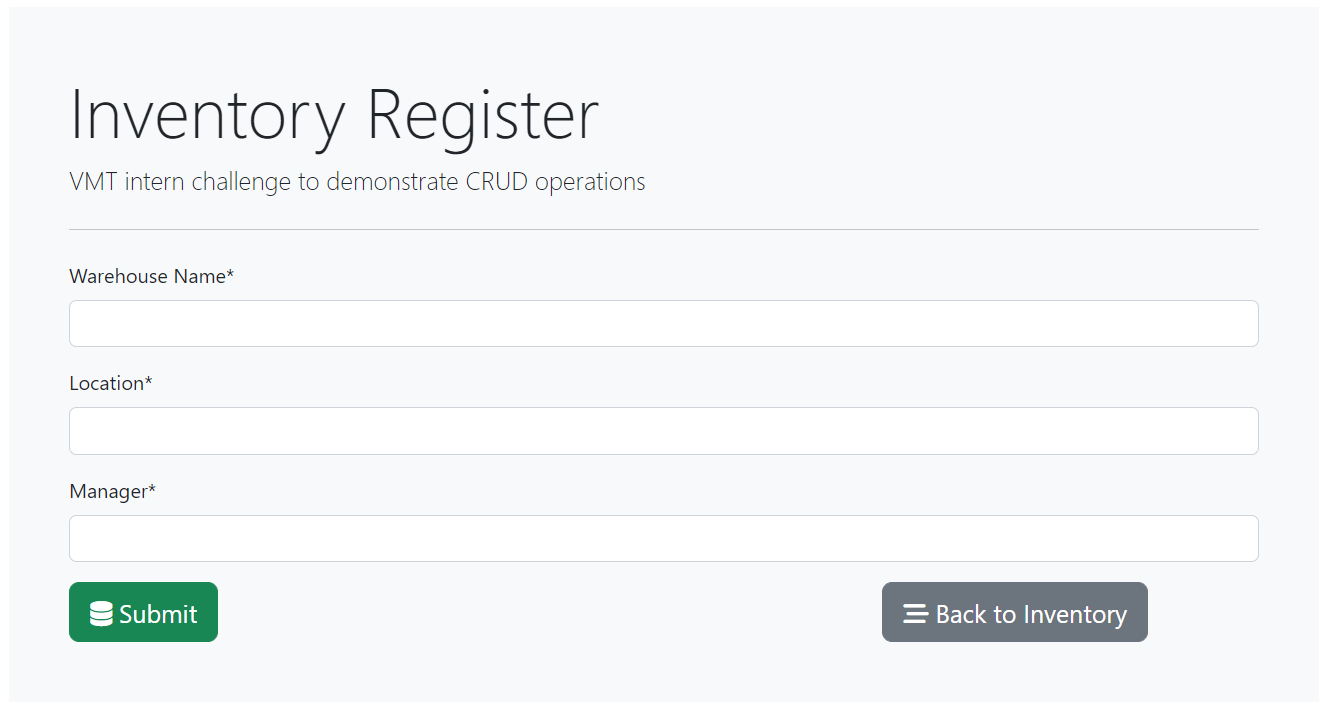 Inventory Register
VMT intern challenge to demonstrate CRUD operations
Warehouse Name*
Location*
Manager*
Submit
Back to Inventory